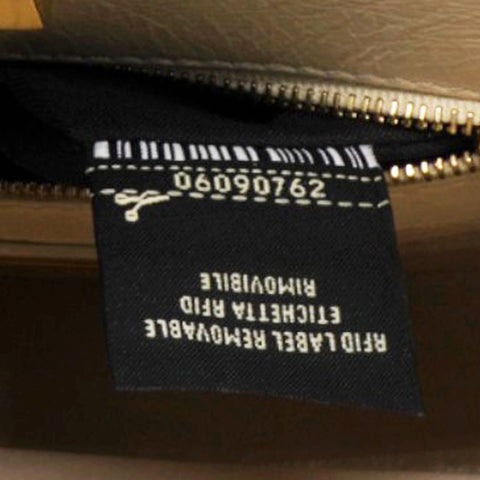 06090762
RFID LABEL REMOVABLE
ETICHETTA RFID
RIMOVIBILE